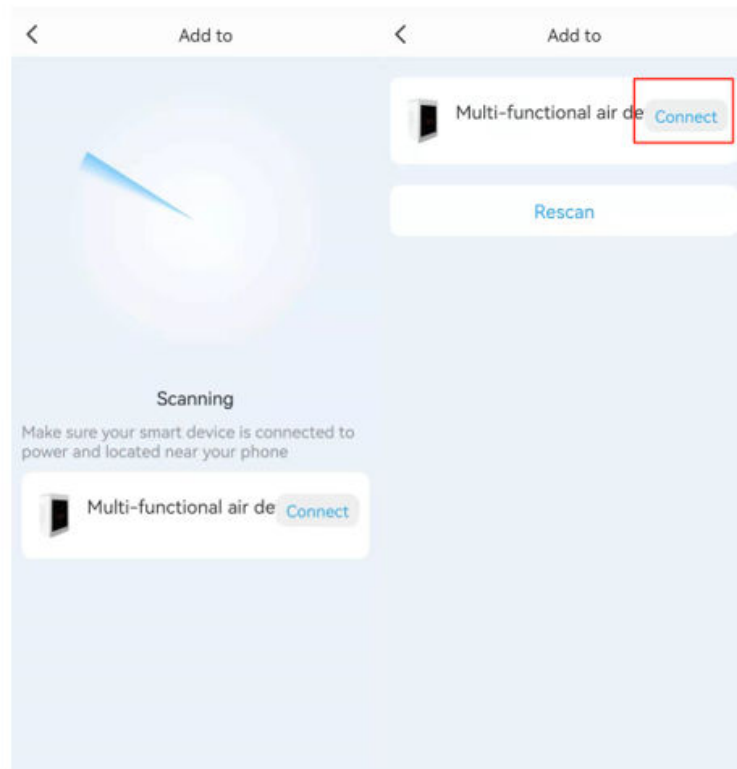 Add to
Scanning
Make sure your smart device is connected to
power and located near your phone
Multi-functional air de
Connect
Add to
Multi-functional air de
Connect
Rescan